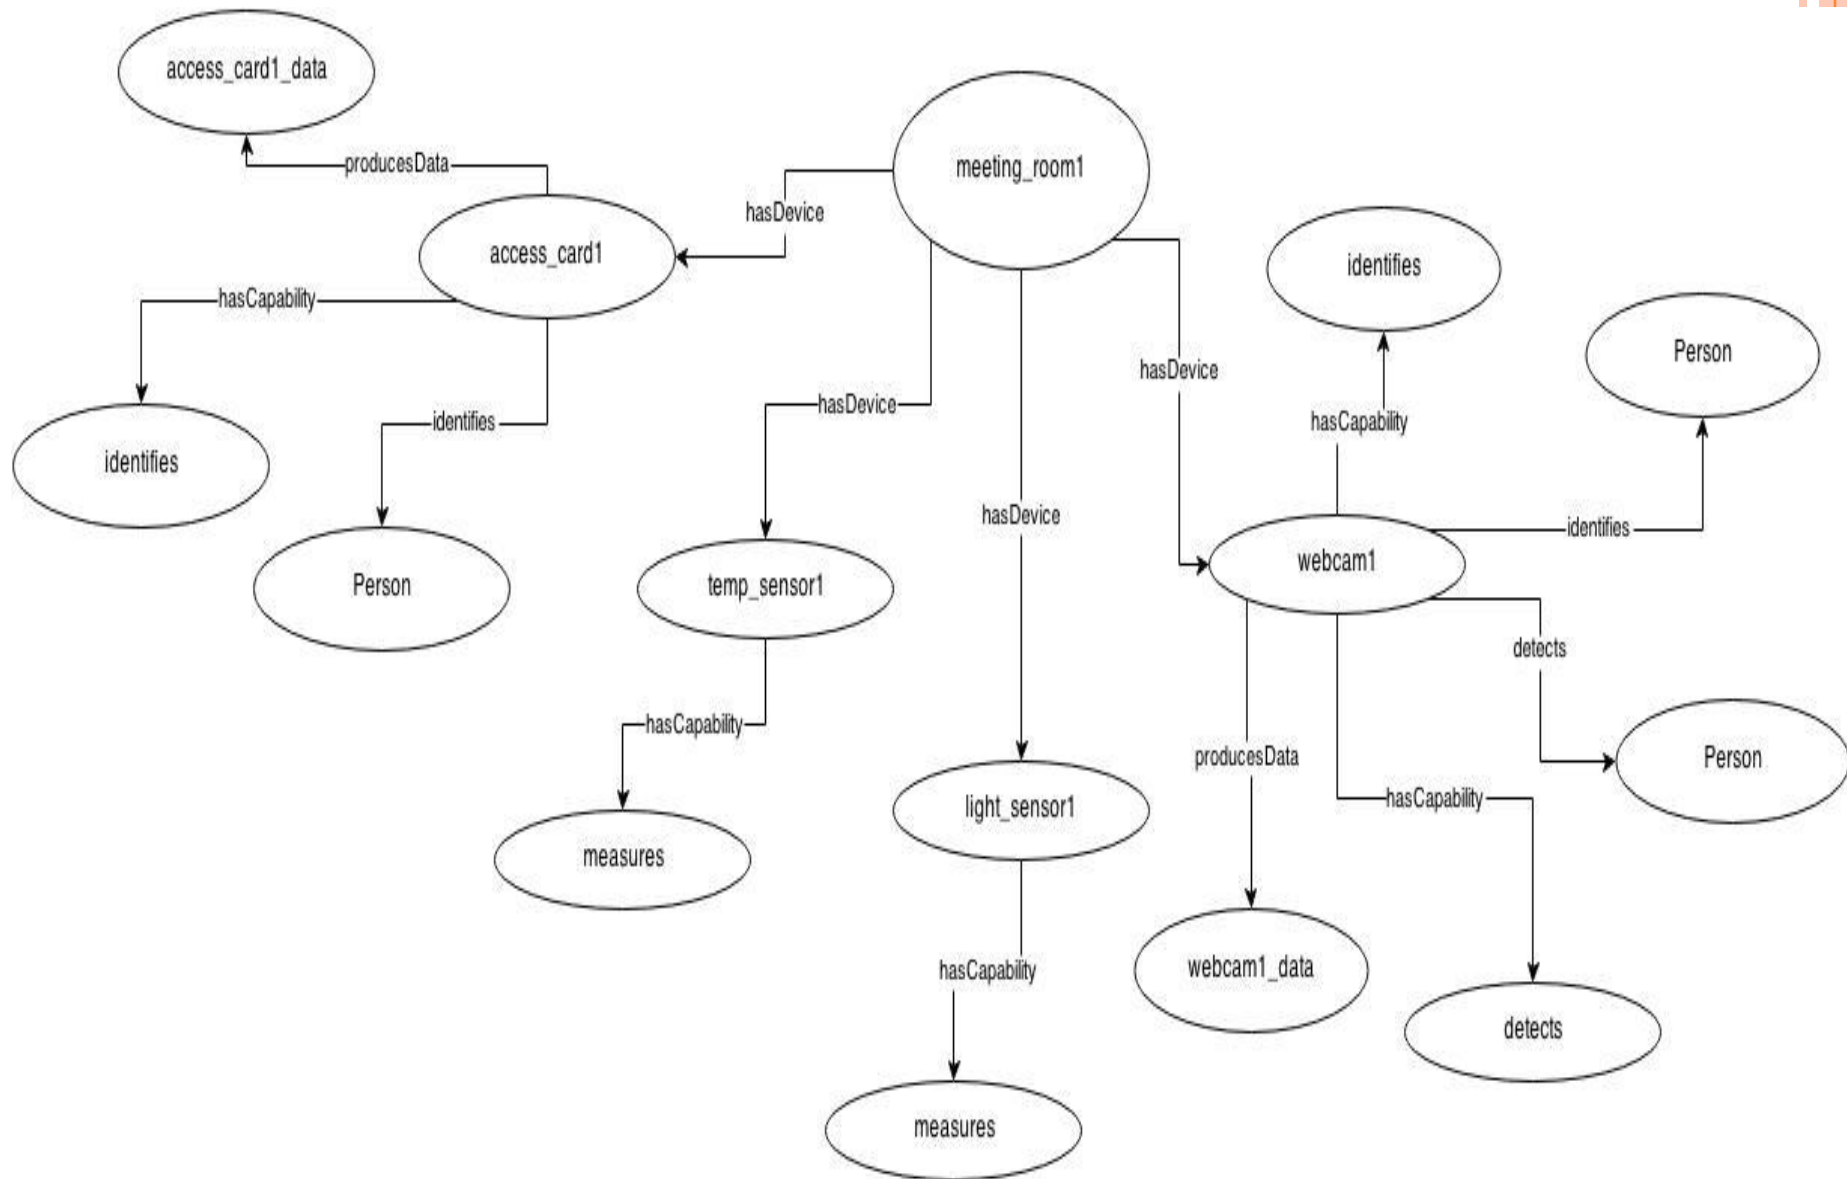 access_card1_data
producesData
meeting_room1
hasDevice
access_card1
identifies
hasCapability
Person
hasDevice
hasDevice
hasCapability
identifies
identifies
hasDevice
identifies
Person
temp_sensor1
webcam1
detects
hasCapability
producesData
Person
light_sensor1
hasCapability
measures
webcam1_data
hasCapability
detects
measures